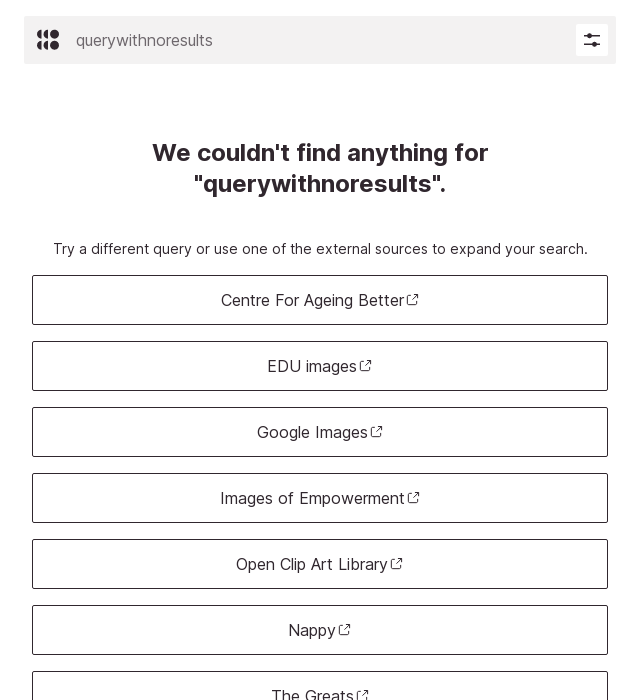 querywithnoresults
We couldn't find anything for
"querywithnoresults".
Try a different query or use one of the external sources to expand your search.
Centre For Ageing Better
EDU images
Google Images
Images of Empowerment
Open Clip Art Library
Nappy
The Greats